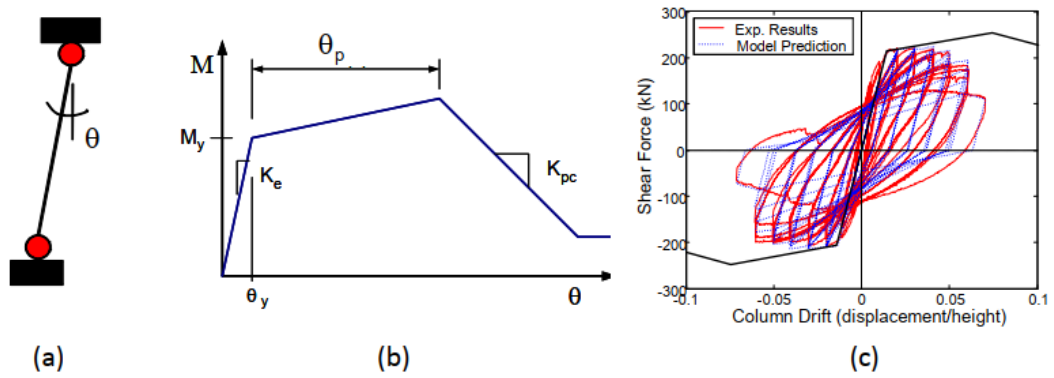 θ
(a)
M
θp
My
Ke
Kpc
θy
θ
(b)
300
Exp. Results
Model Prediction
200
100
0
-100
-200
-300
-0.1
-0.05
0
0.05
0.1
Shear Force (kN)
Column Drift (displacement/height)
(c)